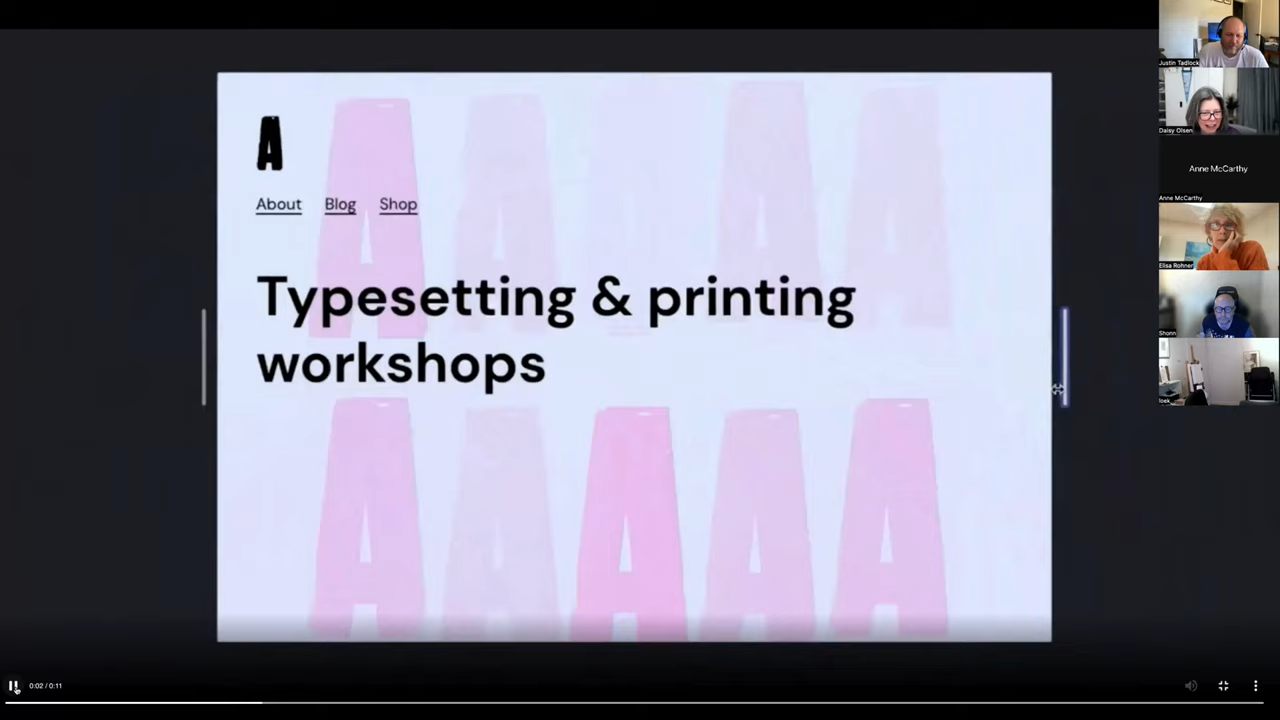 A
About Blog Shop
Typesetting & printing
workshops
0:02 / 0:11
Justin Tadlock
Daisy Olsen
Anne McCarthy
Anne McCarthy
Elisa Rohner
Shonn
loek